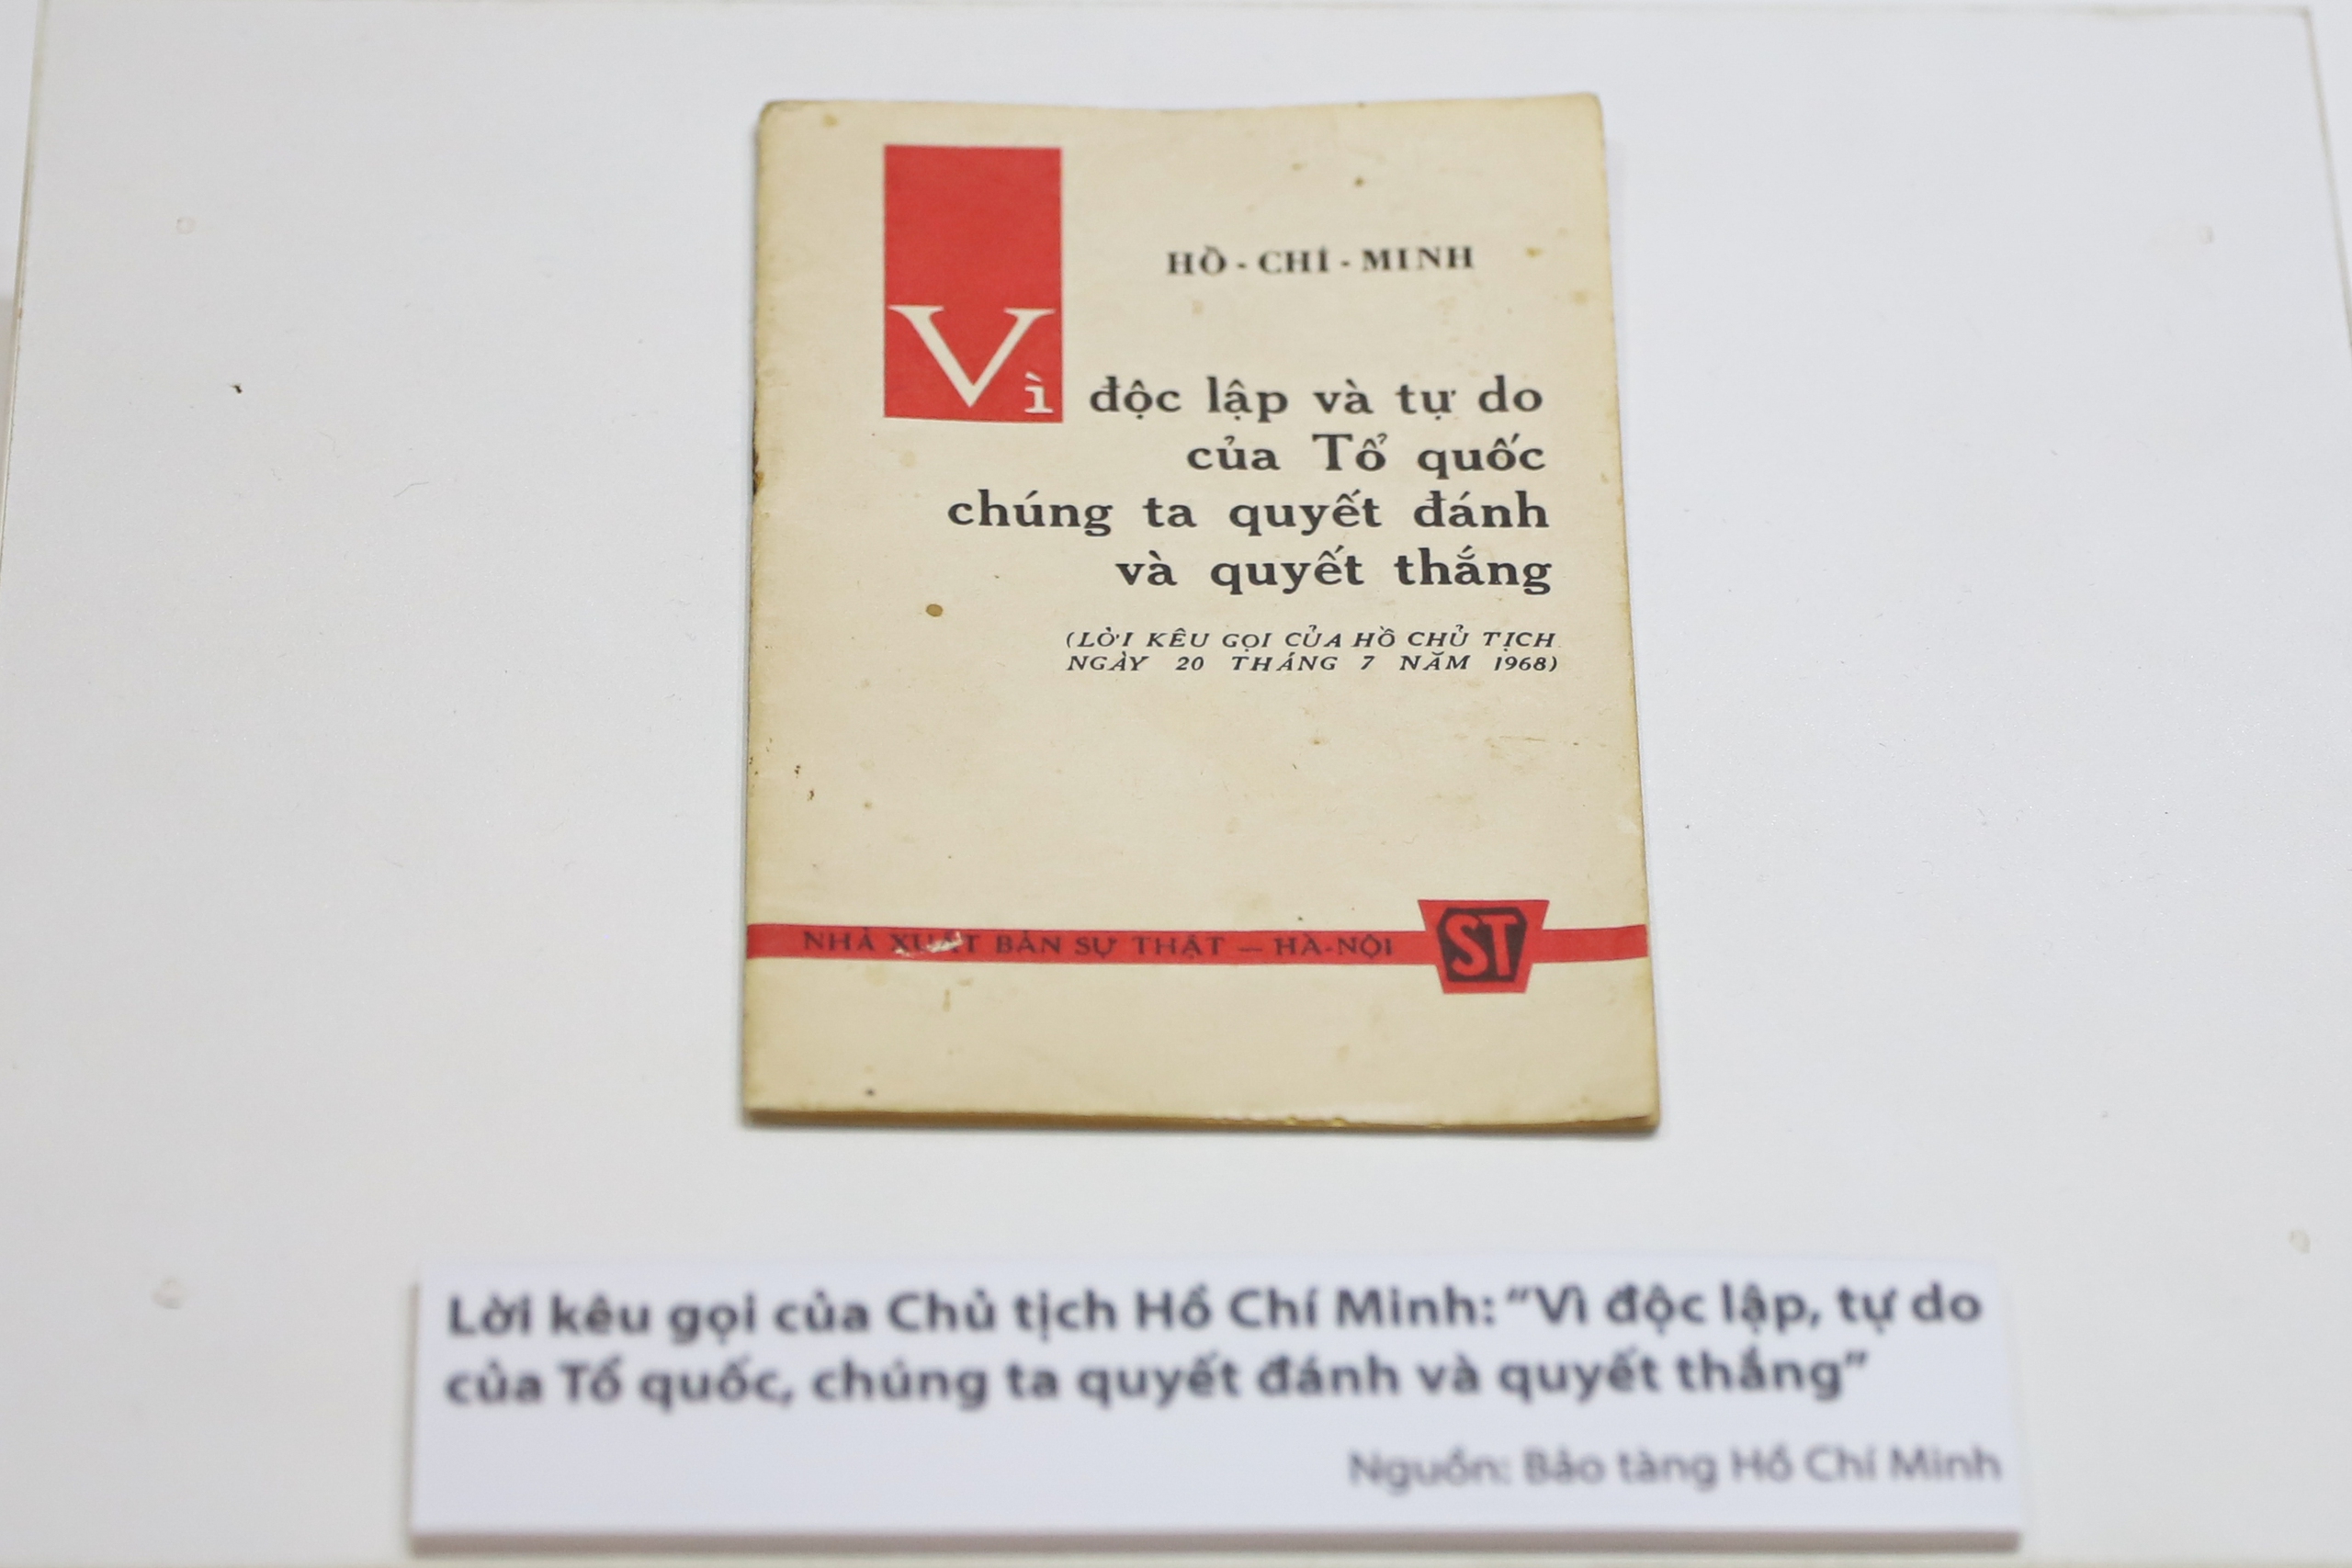 HỒ - CHÍ - MINH
Vì độc lập và tự do
của Tổ quốc
chúng ta quyết đánh
và quyết thắng
(LỜI KÊU GỌI CỦA HỒ CHỦ TỊCH
NGÀY 20 THÁNG 7 NĂM 1968)
NHÀ XUẤT BẢN SỰ THẬT — HÀ-NỘI
ST
Lời kêu gọi của Chủ tịch Hồ Chí Minh: “Vì độc lập, tự do
của Tổ quốc, chúng ta quyết đánh và quyết thắng”
Nguồn: Bảo tàng Hồ Chí Minh